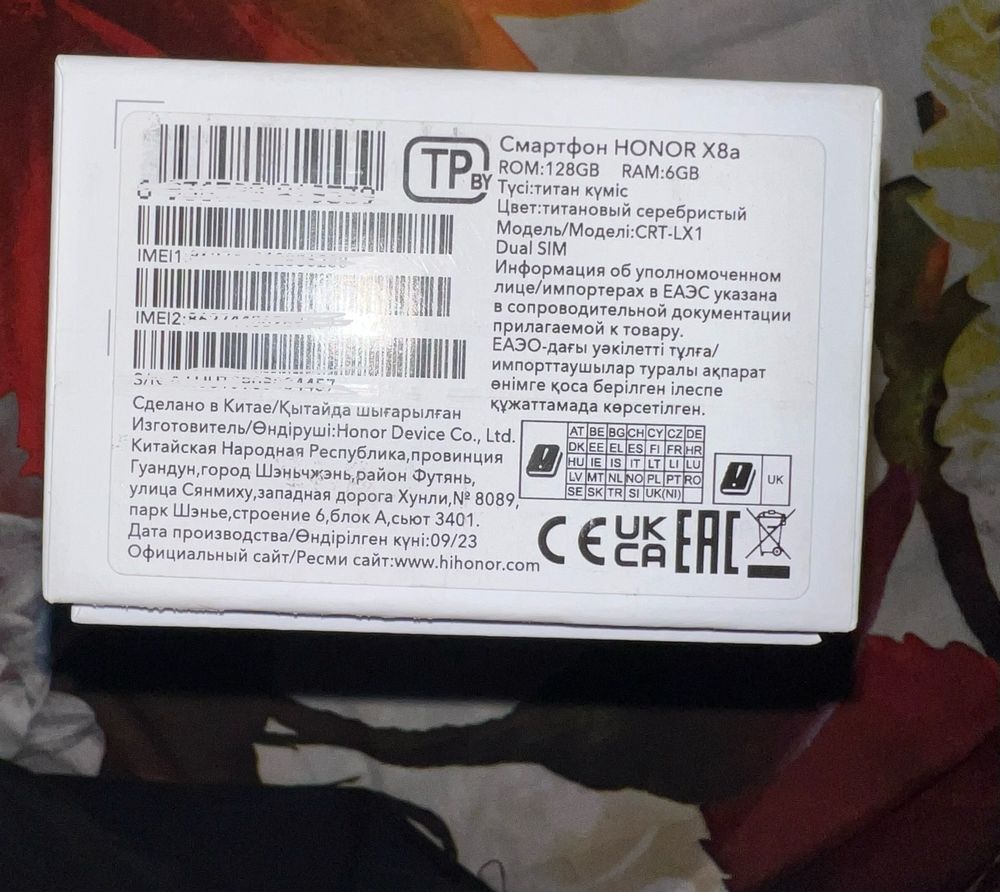 TP BY
IMEI1:
IMEI2:
Сделано в Китае/Қытайда шығарылған
Изготовитель/Өндіруші:Honor Device Co., Ltd.
Китайская Народная Республика,провинция
Гуандун,город Шэньчжэнь,район Футянь,
улица Сянмиху,западная дорога Хунли,№ 8089,
парк Шэнье,строение 6,блок А,сьют 3401.
Дата производства/Өндірілген күні:09/23
Официальный сайт/Ресми сайт:www.hihonor.com
Смартфон HONOR X8a
ROM:128GB RAM:6GB
Түсі:титан күміс
Цвет:титановый серебристый
Модель/Моделі:CRT-LX1
Dual SIM
Информация об уполномоченном
лице/импортерах в ЕАЭС указана
в сопроводительной документации
прилагаемой к товару.
ЕАЭО-дағы уәкілетті тұлға/
импорттаушылар туралы ақпарат
өнімге қоса берілген ілеспе
құжаттамада көрсетілген.
AT BE BG CH CY CZ DE
DK EE EL ES FI FR HR
HU IE IS IT LT LI LU
LV MT NL NO PL PT RO
SE SK TR SI UK(NI)
UK
CE UK CA EAC